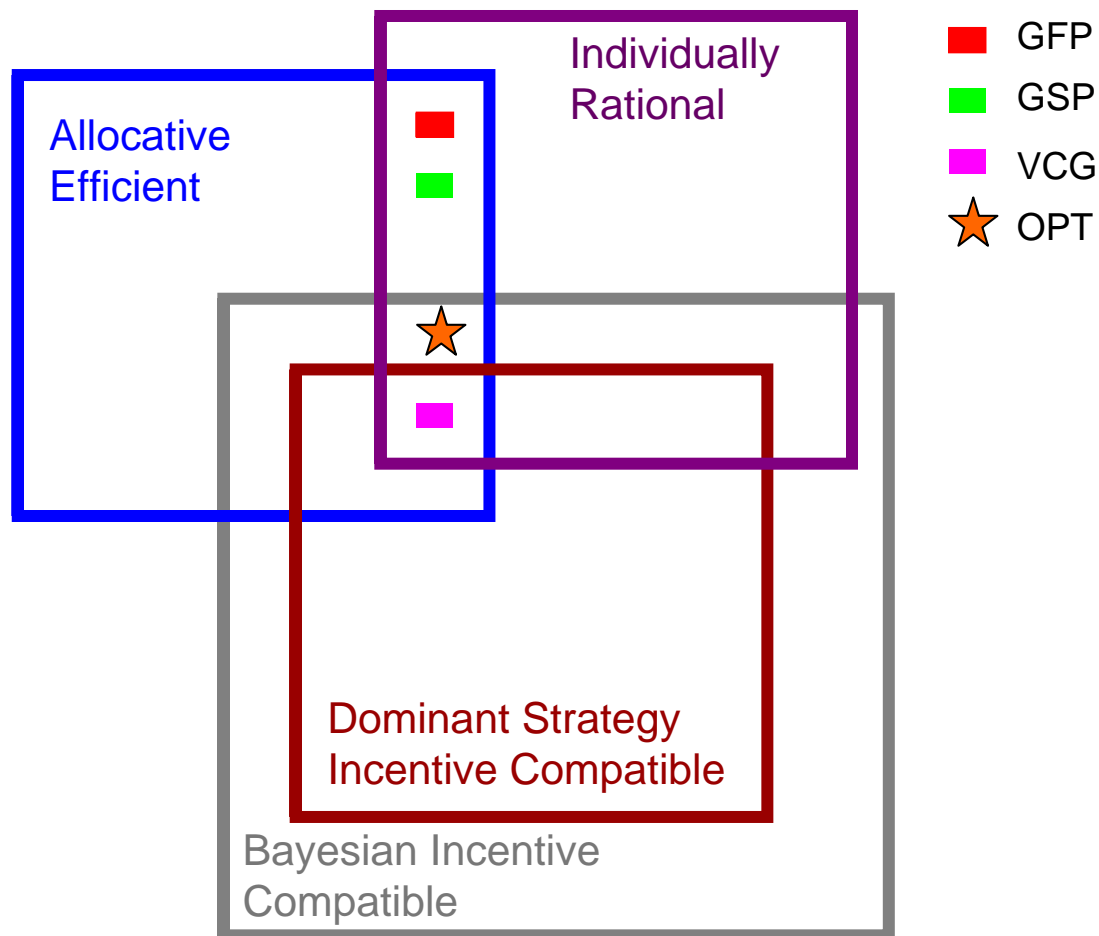 Individually
Rational
Allocative
Efficient
GFP
GSP
VCG
OPT
Dominant Strategy
Incentive Compatible
Bayesian Incentive
Compatible